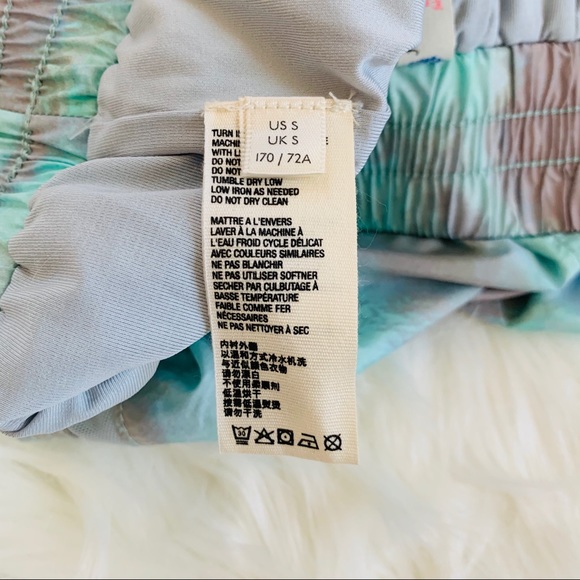 US S
UK S
170 / 72A
TURN
MACHIN
WITH
DO NOT
DO NOT
TUMBLE DRY LOW
LOW IRON AS NEEDED
DO NOT DRY CLEAN
MATTRE A L'ENVERS
LAVER À LA MACHINE À
L'EAU FROID CYCLE DÉLICAT
AVEC COULEURS SIMILAIRES
NE PAS BLANCHIR
NE PAS UTILISER SOFTNER
SECHER PAR CULBUTAGE À
BASSE TEMPÉRATURE
FAIBLE COMME FER
NÉCESSAIRES
NE PAS NETTOYER À SEC
内衬外翻
以温和方式冷水机洗
与近似颜色衣物
请勿漂白
不使用柔顺剂
低温烘干
按需低温熨烫
请勿干洗
30